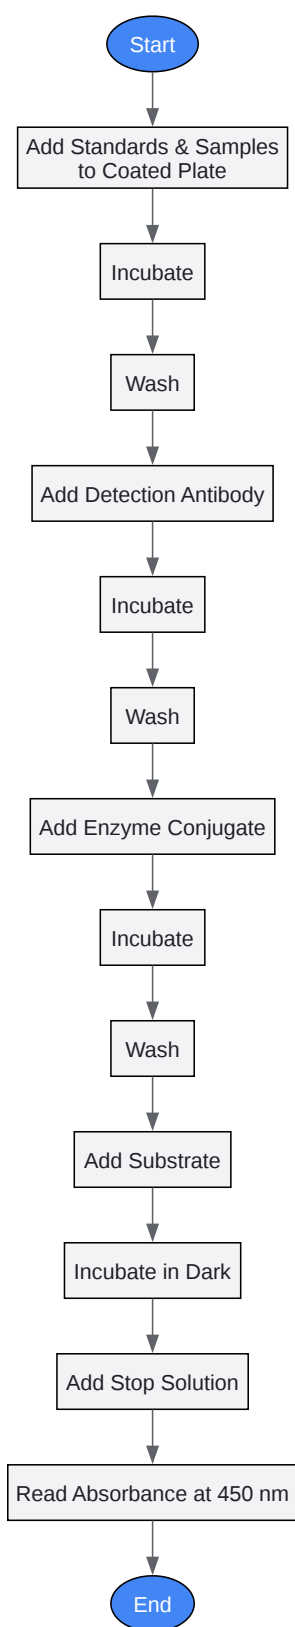 Start
Add Standards & Samples
to Coated Plate
Incubate
Wash
Add Detection Antibody
Incubate
Wash
Add Enzyme Conjugate
Incubate
Wash
Add Substrate
Incubate in Dark
Add Stop Solution
Read Absorbance at 450 nm
End